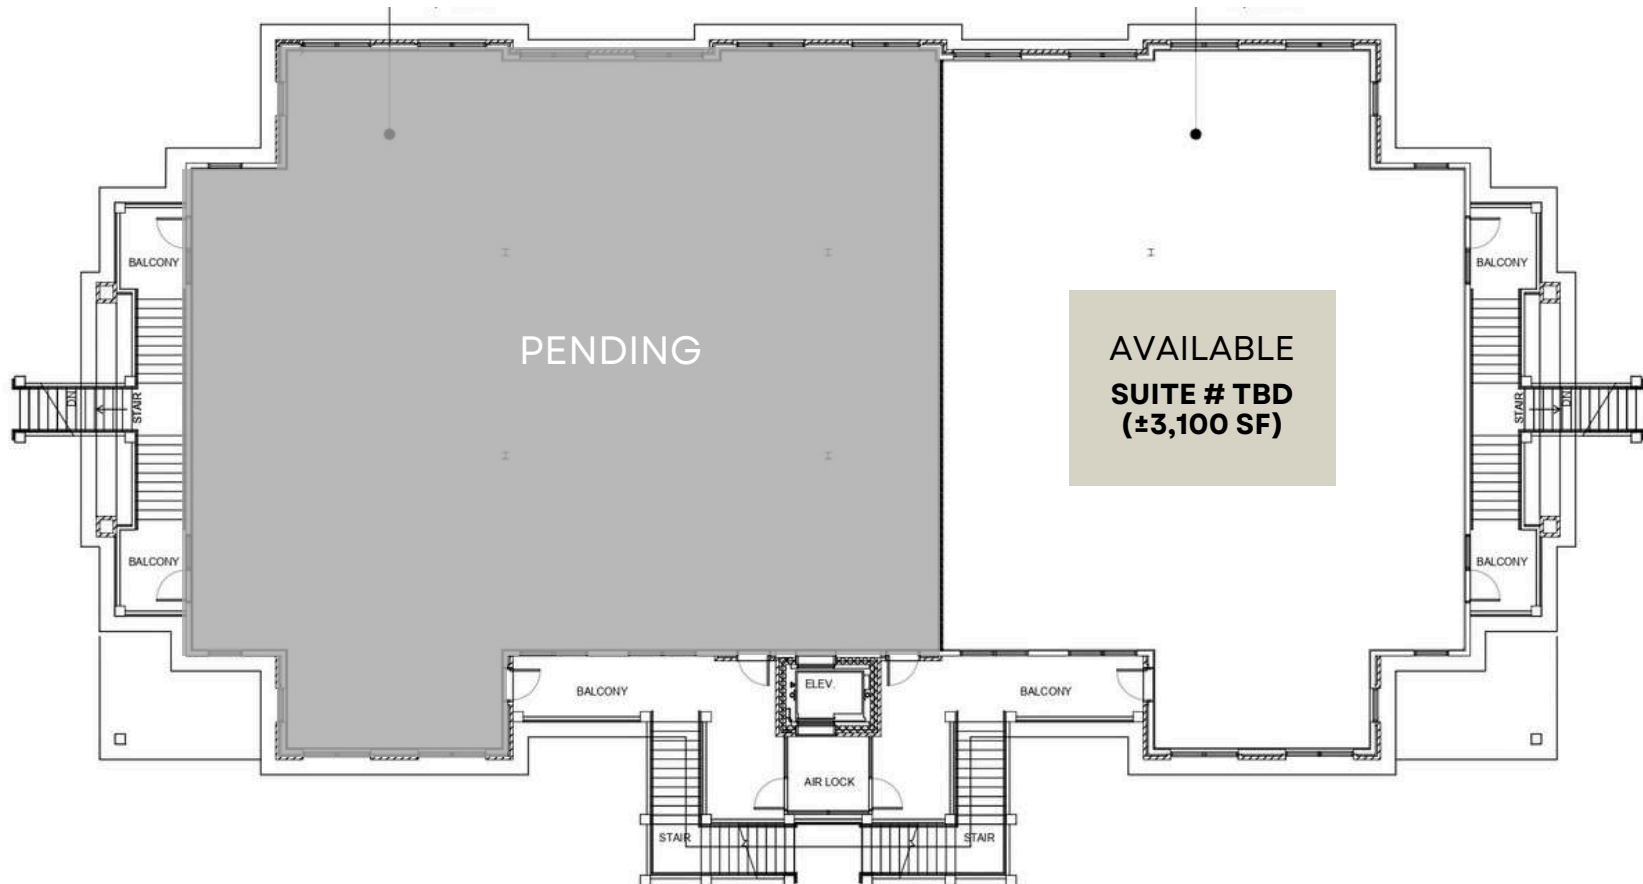 BALCONY
BALCONY
PENDING
AVAILABLE
SUITE # TBD
(±3,100 SF)
DN
STAIR
STAIR
DN
BALCONY
BALCONY
BALCONY
ELEV.
BALCONY
AIR LOCK
STAIR
STAIR